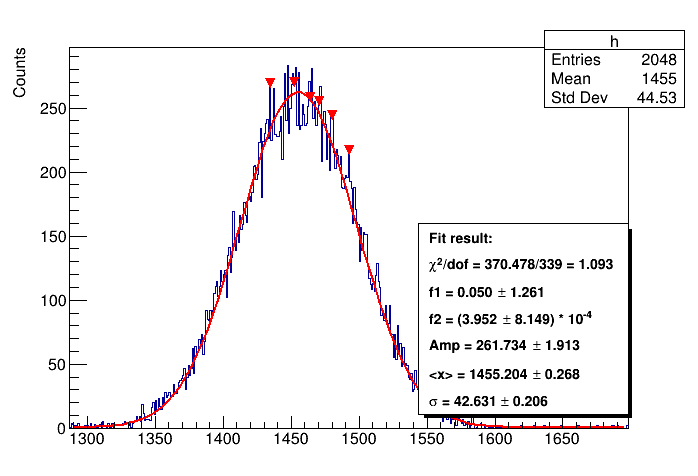 h
Entries 2048
Mean 1455
Std Dev 44.53
Counts
250
200
150
100
50
0
Fit result:
χ²/dof = 370.478/339 = 1.093
f1 = 0.050 ± 1.261
f2 = (3.952 ± 8.149) * 10⁻⁴
Amp = 261.734 ± 1.913
<x> = 1455.204 ± 0.268
σ = 42.631 ± 0.206
1300 1350 1400 1450 1500 1550 1600 1650